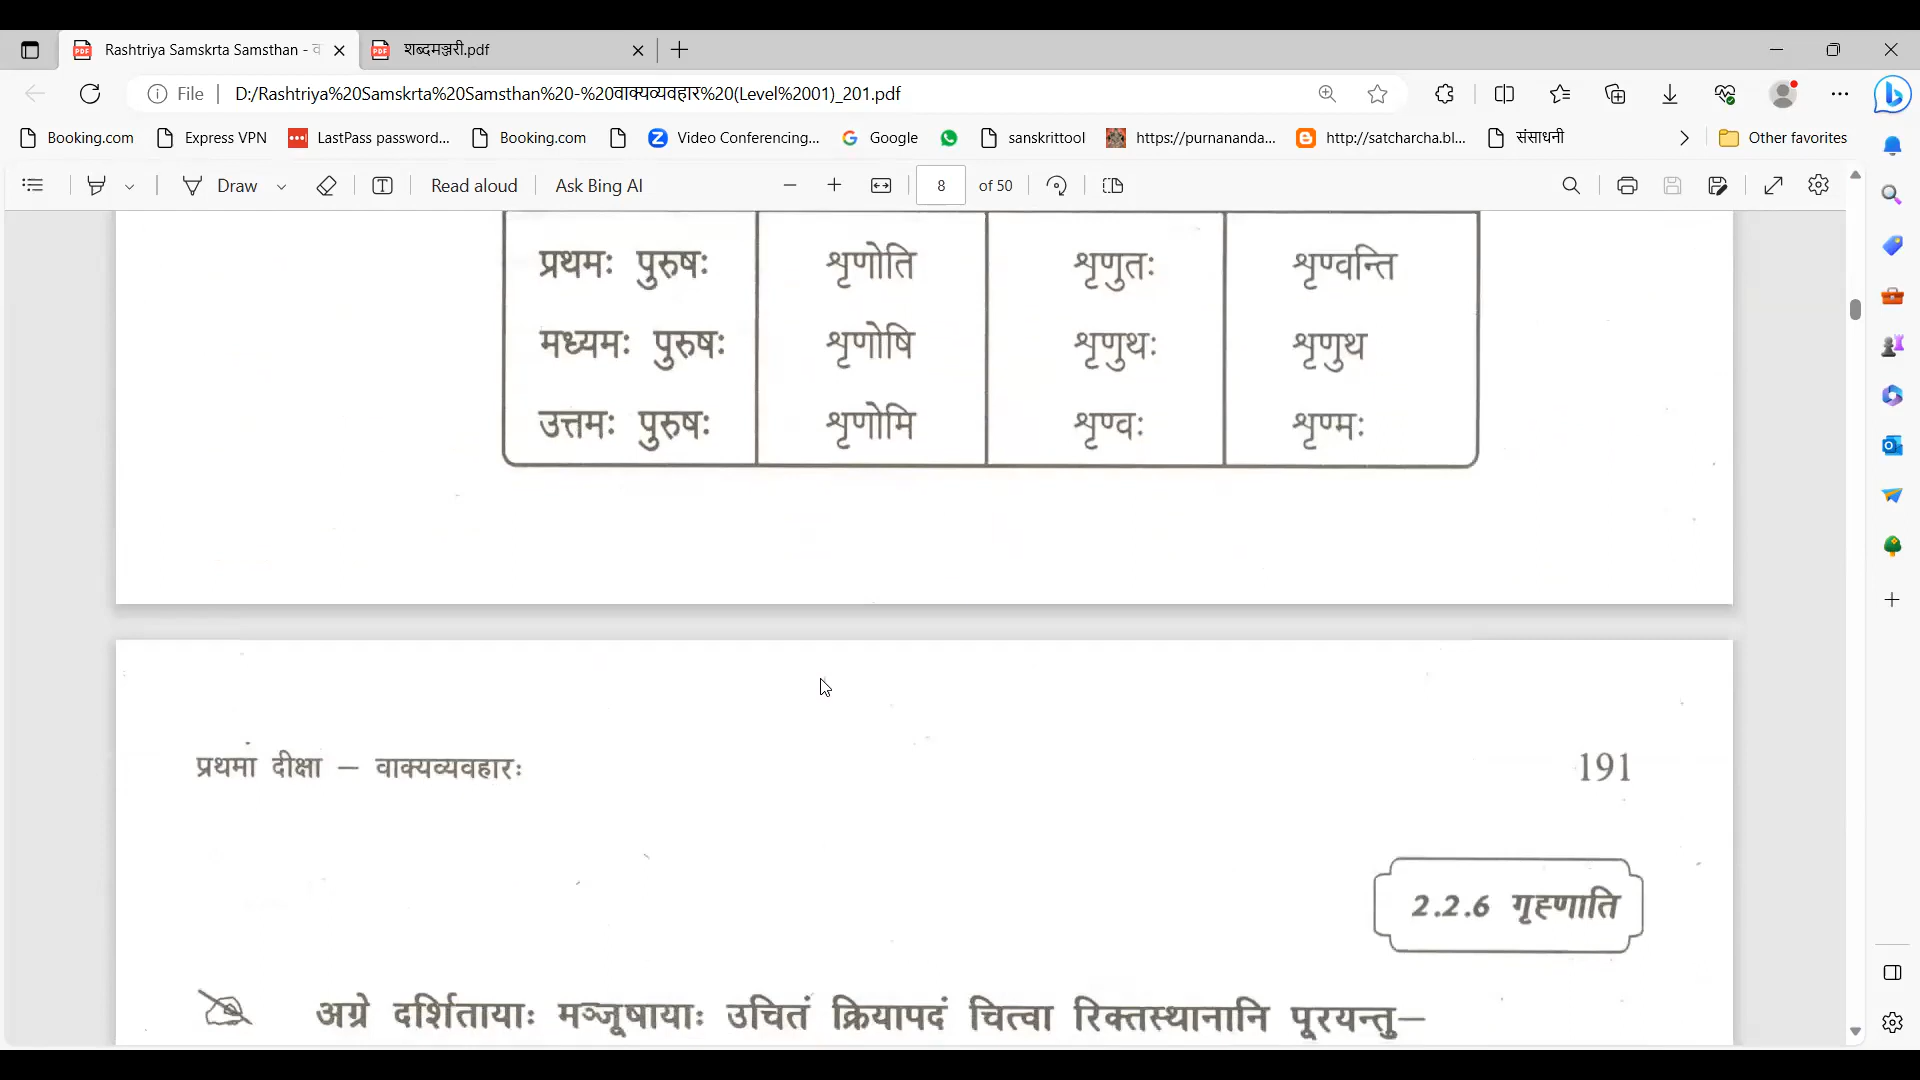 Rashtriya Samskrta Samsthan - व
शब्दमञ्जरी.pdf
File
D:/Rashtriya%20Samskrta%20Samsthan%20-%20वाक्यव्यवहार%20(Level%2001)_201.pdf
Booking.com Express VPN LastPass password... Booking.com Video Conferencing... Google sanskrittool https://purnananda... http://satcharcha.bl... संसाधनी Other favorites
Draw Read aloud Ask Bing AI 8 of 50
प्रथमः पुरुषः शृणोति शृणुतः शृण्वन्ति
मध्यमः पुरुषः शृणोषि शृणुथः शृणुथ
उत्तमः पुरुषः शृणोमि शृण्वः शृण्मः
प्रथमा दीक्षा – वाक्यव्यवहारः 191
2.2.6 गृह्णाति
अग्रे दर्शितायाः मञ्जूषायाः उचितं क्रियापदं चित्वा रिक्तस्थानानि पूरयन्तु–